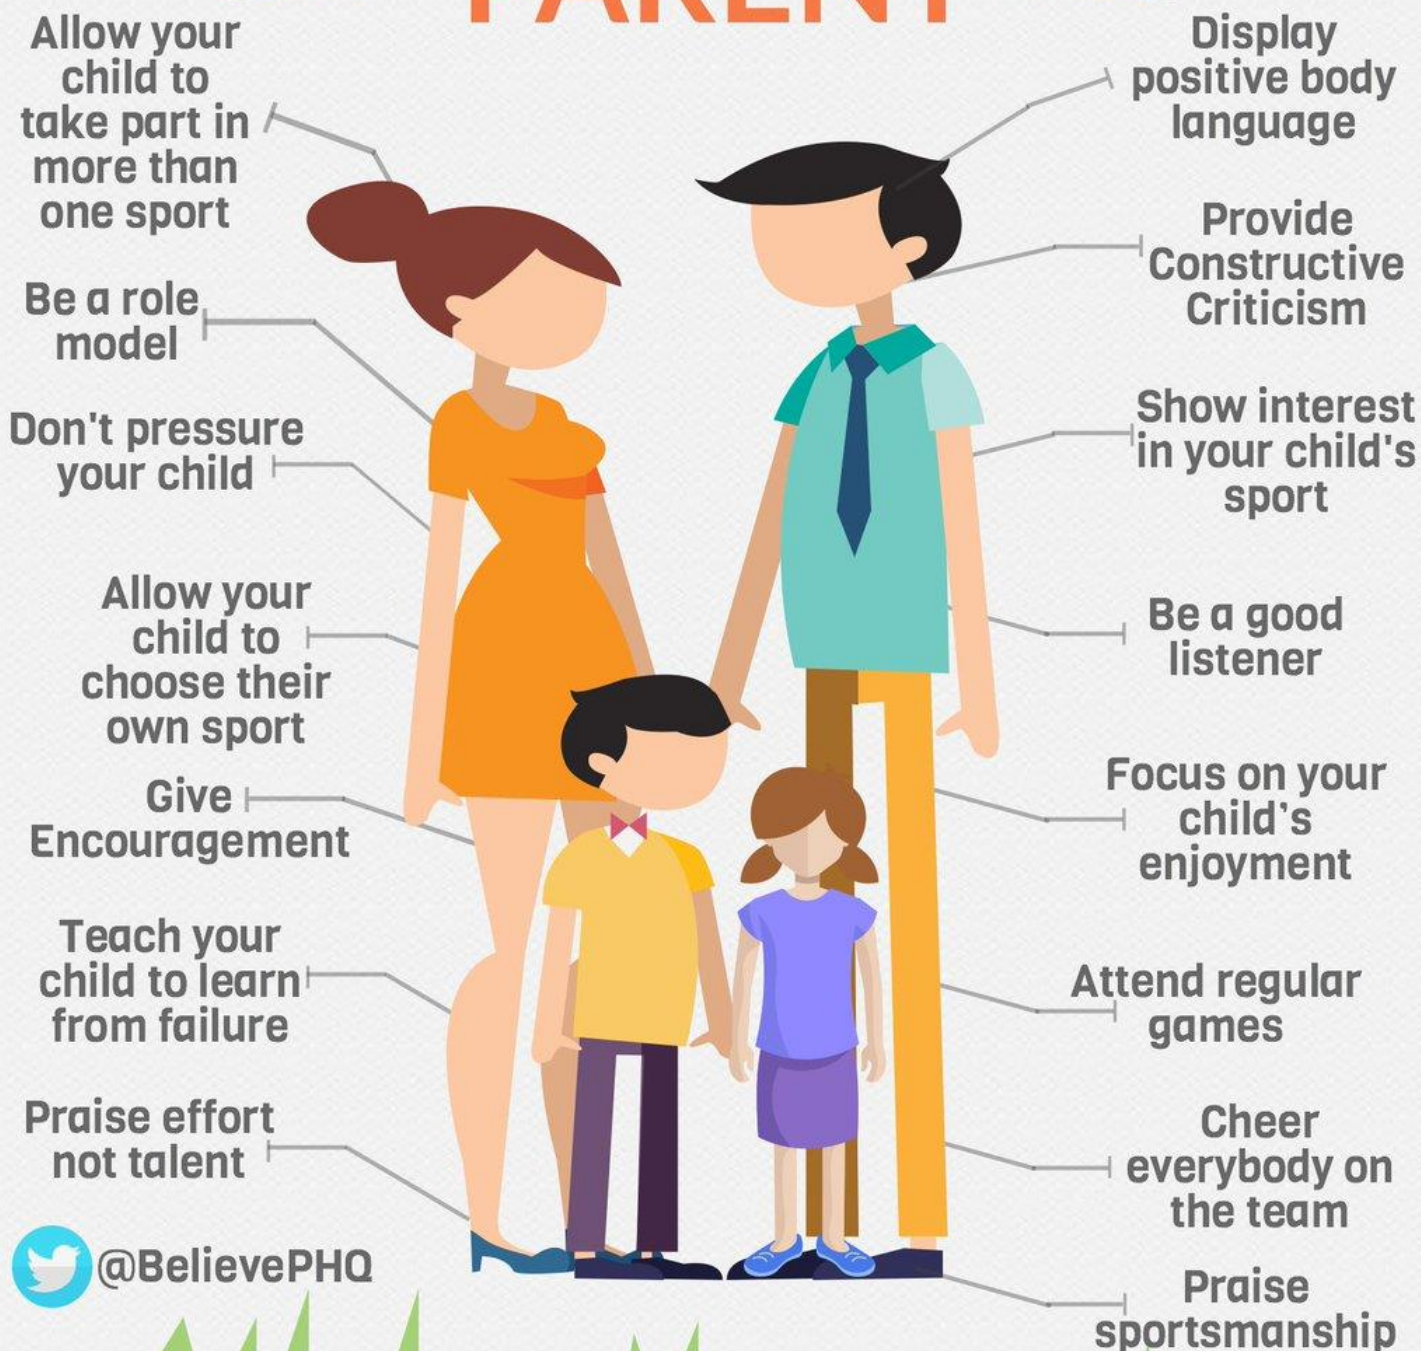 PARENT
Allow your
child to
take part in
more than
one sport
Be a role
model
Don't pressure
your child
Allow your
child to
choose their
own sport
Give
Encouragement
Teach your
child to learn
from failure
Praise effort
not talent
@BelievePHQ
Display
positive body
language
Provide
Constructive
Criticism
Show interest
in your child's
sport
Be a good
listener
Focus on your
child's
enjoyment
Attend regular
games
Cheer
everybody on
the team
Praise
sportsmanship